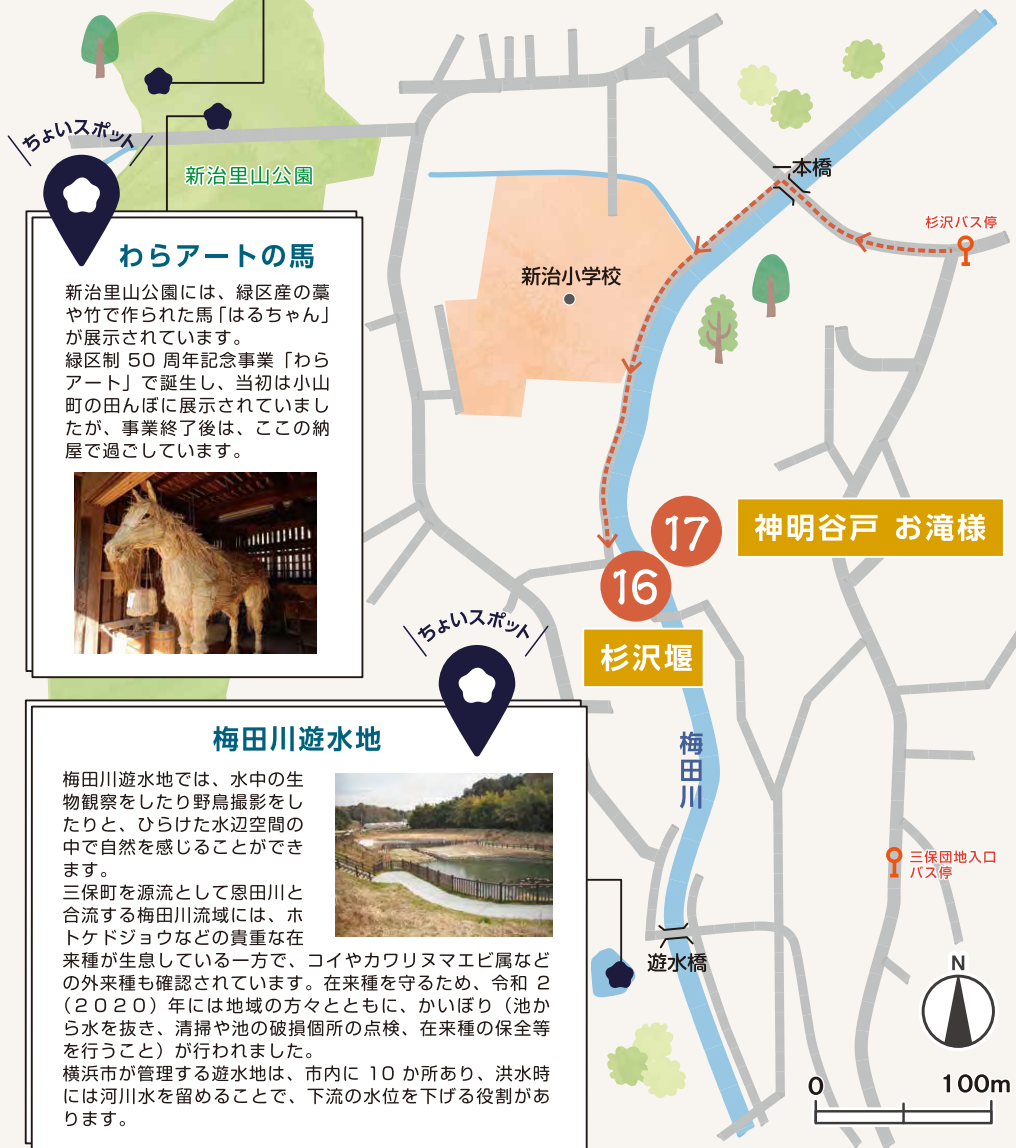 ちょいスポット
新治里山公園
わらアートの馬
新治里山公園には、緑区産の藁
や竹で作られた馬「はるちゃん」
が展示されています。
緑区制 50 周年記念事業「わら
アート」で誕生し、当初は小山
町の田んぼに展示されていまし
たが、事業終了後は、ここの納
屋で過ごしています。
一本橋
杉沢バス停
新治小学校
17
神明谷戸 お滝様
16
杉沢堰
ちょいスポット
梅田川遊水地
梅田川遊水地では、水中の生
物観察をしたり野鳥撮影をし
たりと、ひらけた水辺空間の
中で自然を感じることができ
ます。
三保町を源流として恩田川と
合流する梅田川流域には、ホ
トケドジョウなどの貴重な在
来種が生息している一方で、コイやカワリヌマエビ属など
の外来種も確認されています。在来種を守るため、令和 2
（2020）年には地域の方々とともに、かいぼり（池か
ら水を抜き、清掃や池の破損個所の点検、在来種の保全等
を行うこと）が行われました。
横浜市が管理する遊水地は、市内に 10 か所あり、洪水時
には河川水を留めることで、下流の水位を下げる役割があ
ります。
梅田川
三保団地入口
バス停
遊水橋
N
0 100m